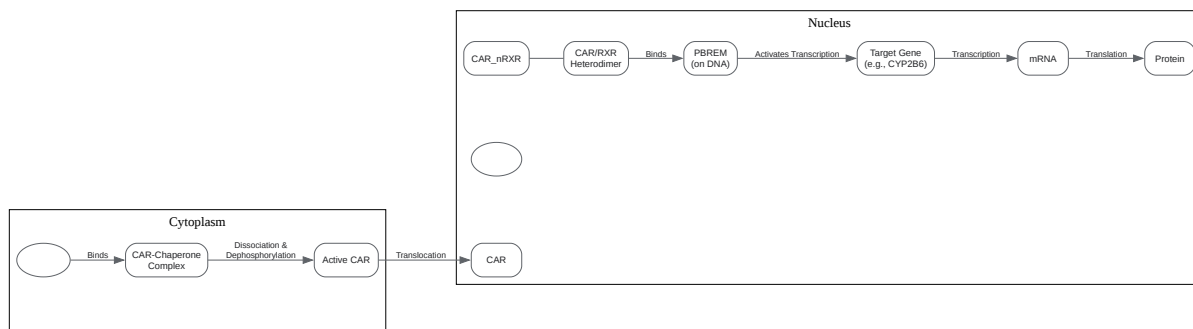 Nucleus
CAR_nRXR
CAR/RXR
Heterodimer
Binds
PBREM
(on DNA)
Activates Transcription
Target Gene
(e.g., CYP2B6)
Transcription
mRNA
Translation
Protein
Cytoplasm
Binds
CAR-Chaperone
Complex
Dissociation &
Dephosphorylation
Active CAR
Translocation
CAR